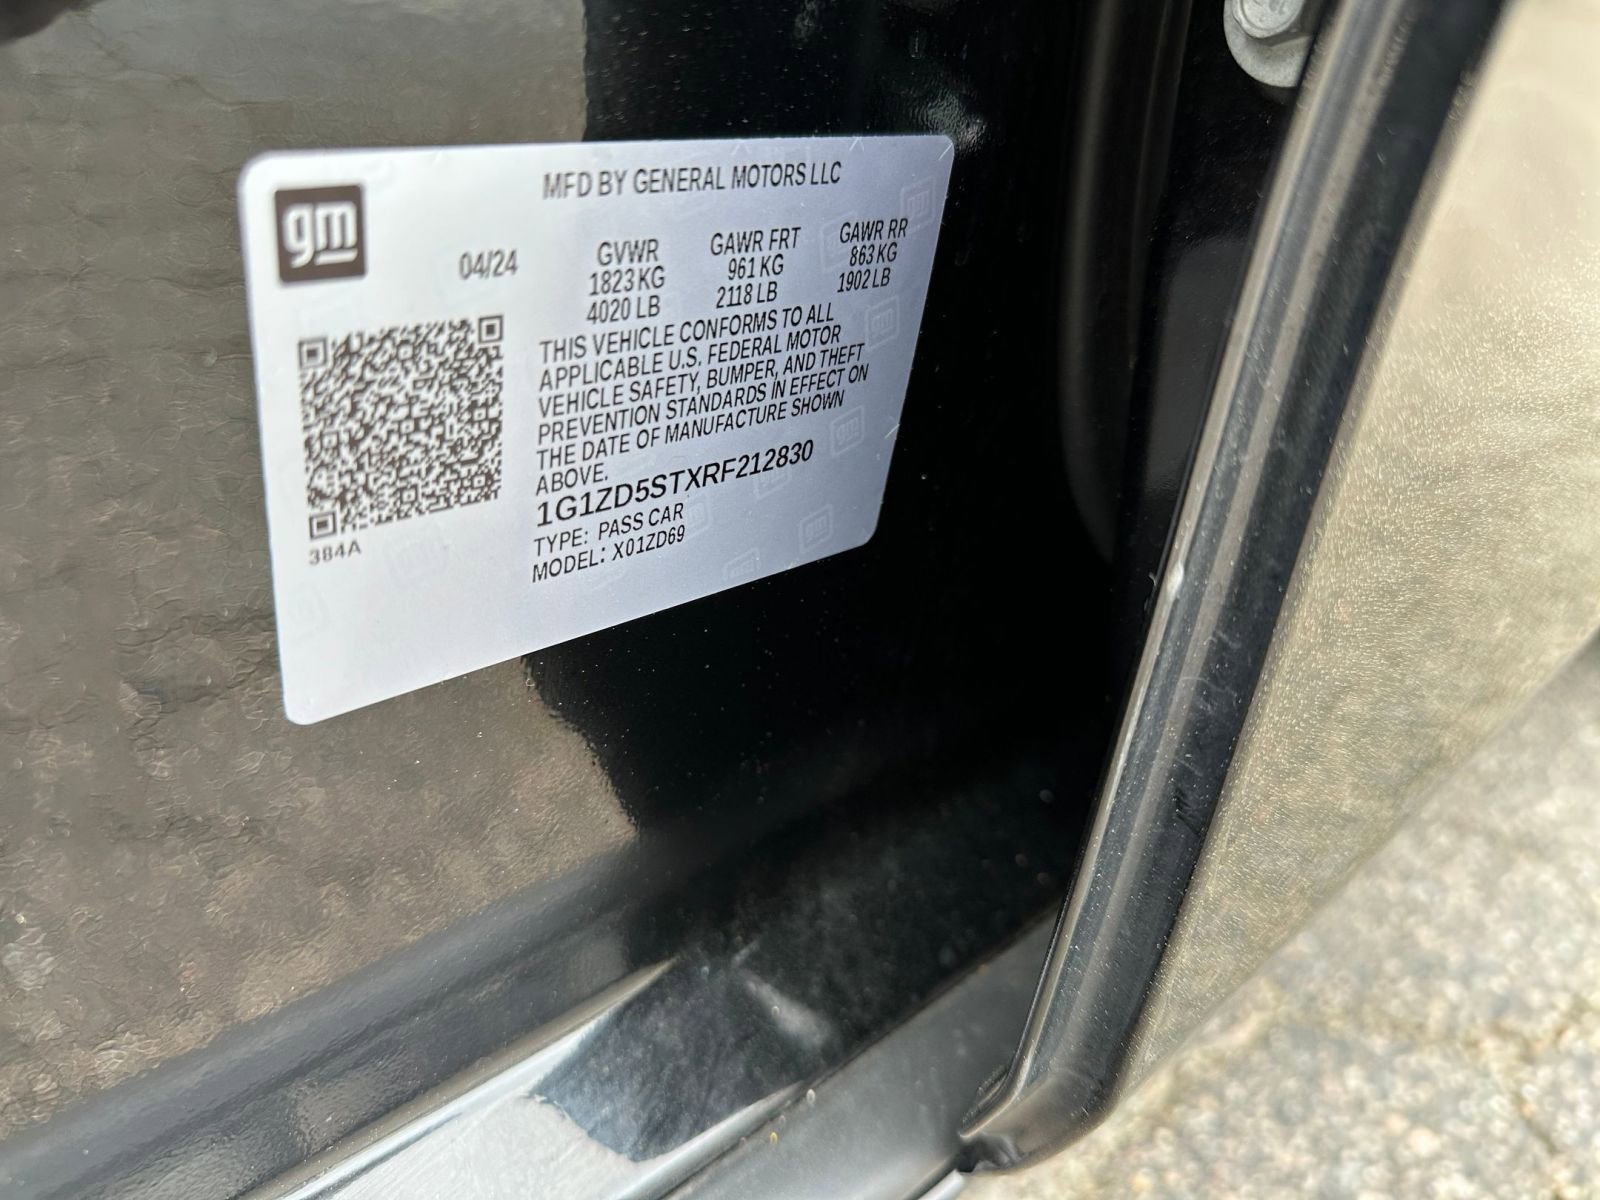 MFD BY GENERAL MOTORS LLC
gm
04/24
GVWR
1823 KG
4020 LB
GAWR FRT
961 KG
2118 LB
GAWR RR
863 KG
1902 LB
THIS VEHICLE CONFORMS TO ALL
APPLICABLE U.S. FEDERAL MOTOR
VEHICLE SAFETY, BUMPER, AND THEFT
PREVENTION STANDARDS IN EFFECT ON
THE DATE OF MANUFACTURE SHOWN
ABOVE.
1G1ZD5STXRF212830
TYPE: PASS CAR
MODEL: X01ZD69
384A